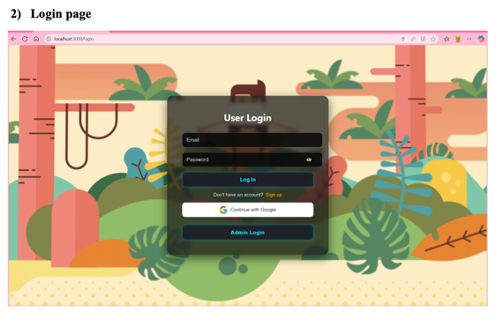 2) Login page
localhost:3000/login
User Login
Email
Password
Log In
Don't have an account? Sign up
Continue with Google
Admin Login